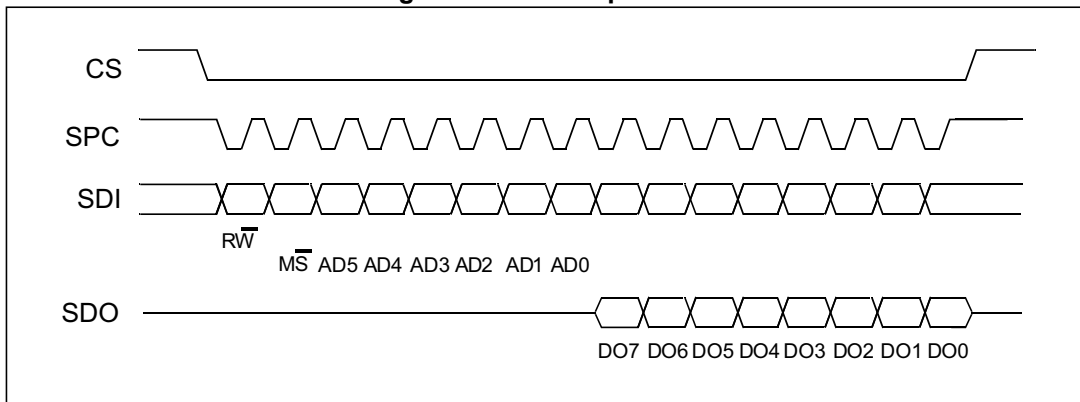 CS
SPC
SDI
RW
MS AD5 AD4 AD3 AD2 AD1 AD0
SDO
DO7 DO6 DO5 DO4 DO3 DO2 DO1 DO0